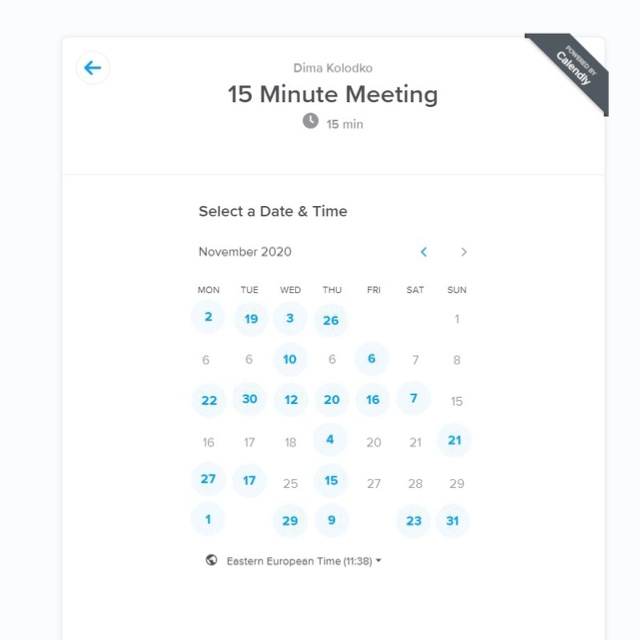 POWERED BY
Calendly
Dima Kolodko
15 Minute Meeting
15 min
Select a Date & Time
November 2020
MON TUE WED THU FRI SAT SUN
2 19 3 26 1
6 6 10 6 6 7 8
22 30 12 20 16 7 15
16 17 18 4 20 21 21
27 17 25 15 27 28 29
1 29 9 23 31
Eastern European Time (11:38)